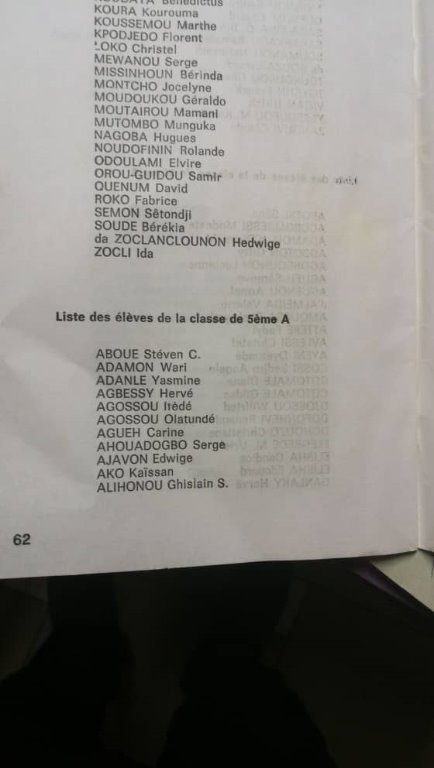 Benedictus
KOURA Kourouma
KOUSSEMOU Marthe
KPODJEDO Florent
LOKO Christel
MEWANOU Serge
MISSINHOUN Bérinda
MONTCHO Jocelyne
MOUDOUKOU Géraldo
MOUTAIROU Mamani
MUTOMBO Munguka
NAGOBA Hugues
NOUDOFININ Rolande
ODOULAMI Elvire
OROU-GUIDOU Samir
QUENUM David
ROKO Fabrice
SEMON Sêtondji
SOUDE Bérékia
da ZOCLANCLOUNON Hedwige
ZOCLI Ida
Liste des élèves de la classe de 5ème A
ABOUE Stéven C.
ADAMON Wari
ADANLE Yasmine
AGBESSY Hervé
AGOSSOU Irèdé
AGOSSOU Olatundé
AGUEH Carine
AHOUADOGBO Serge
AJAVON Edwige
AKO Kaïssan
ALIHONOU Ghislain S.
62